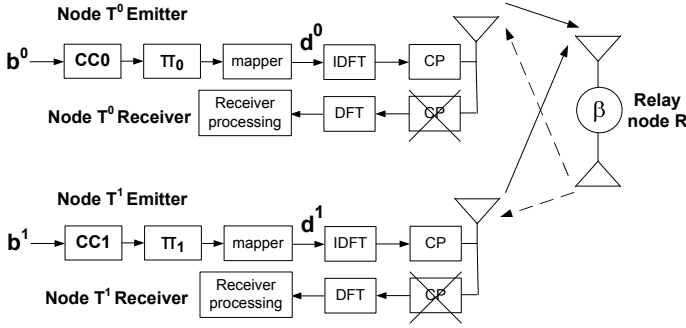 Node T⁰ Emitter
b⁰ CC0 π₀ mapper d⁰ IDFT CP
Node T⁰ Receiver
Receiver processing
DFT CP
β
Relay node R
Node T¹ Emitter
b¹ CC1 π₁ mapper d¹ IDFT CP
Node T¹ Receiver
Receiver processing
DFT CP